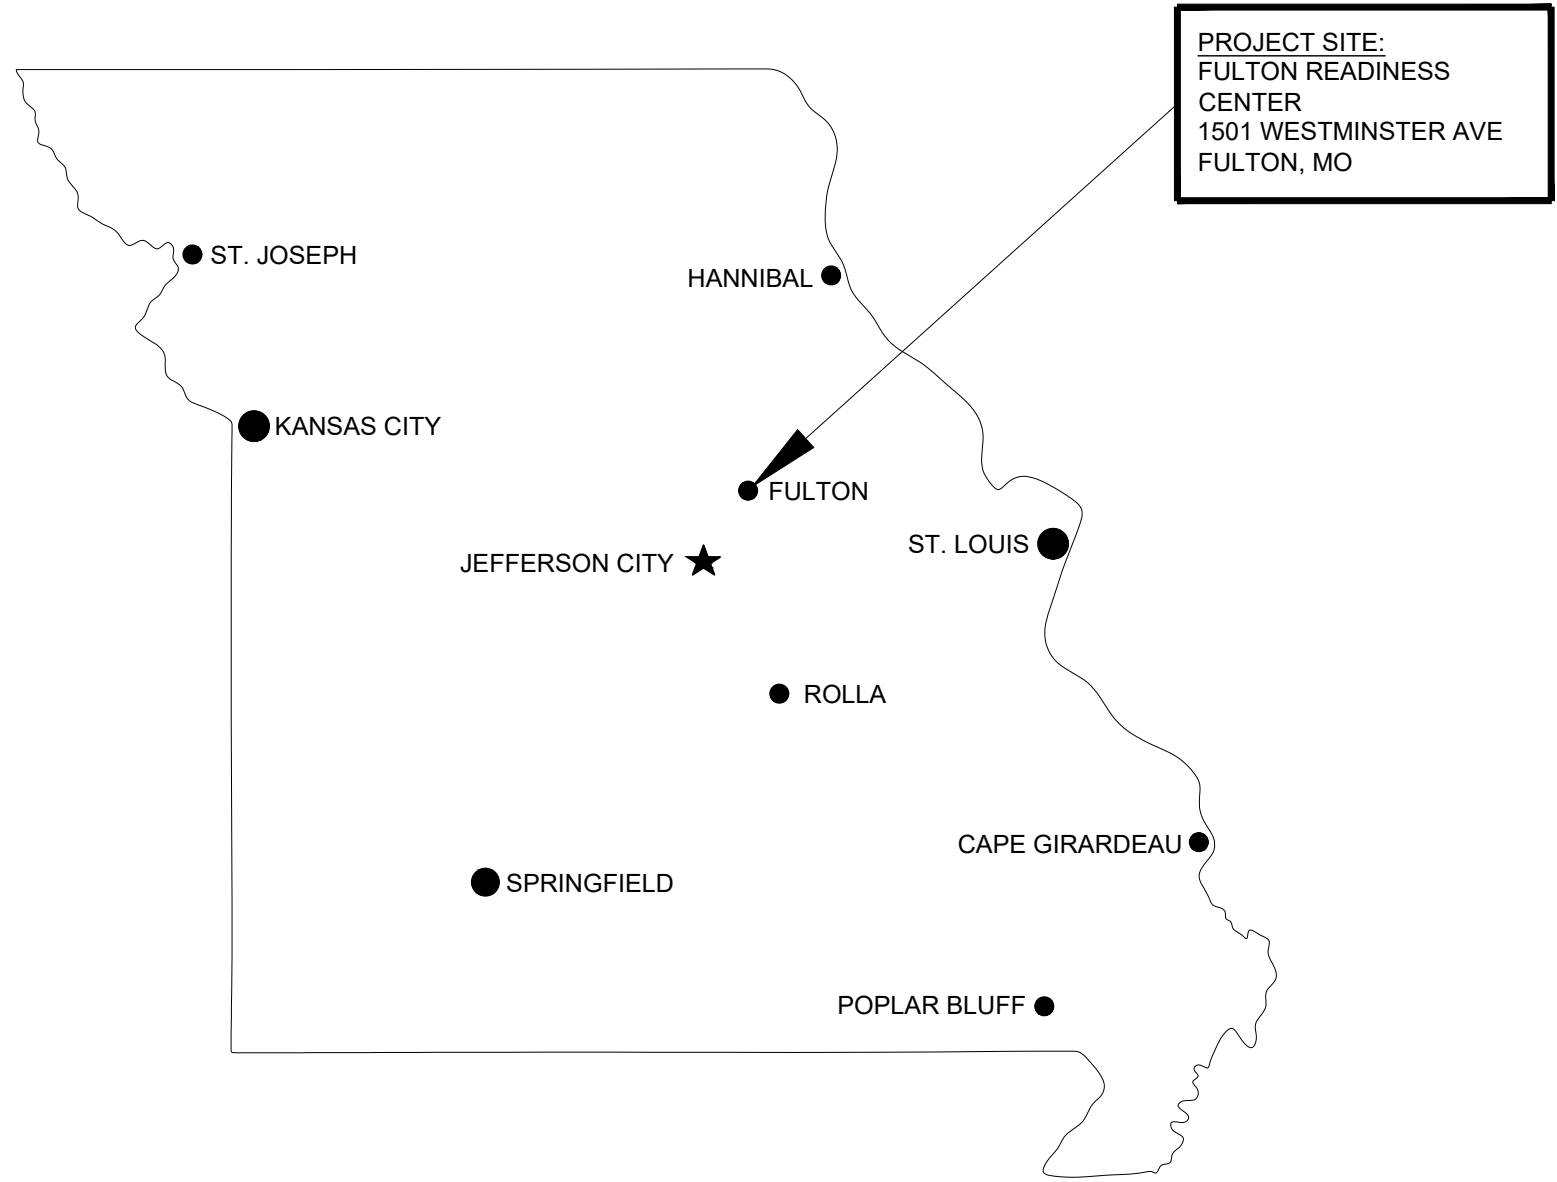 PROJECT SITE:
FULTON READINESS
CENTER
1501 WESTMINSTER AVE
FULTON, MO
ST. JOSEPH
HANNIBAL
KANSAS CITY
FULTON
ST. LOUIS
JEFFERSON CITY
ROLLA
CAPE GIRARDEAU
SPRINGFIELD
POPLAR BLUFF